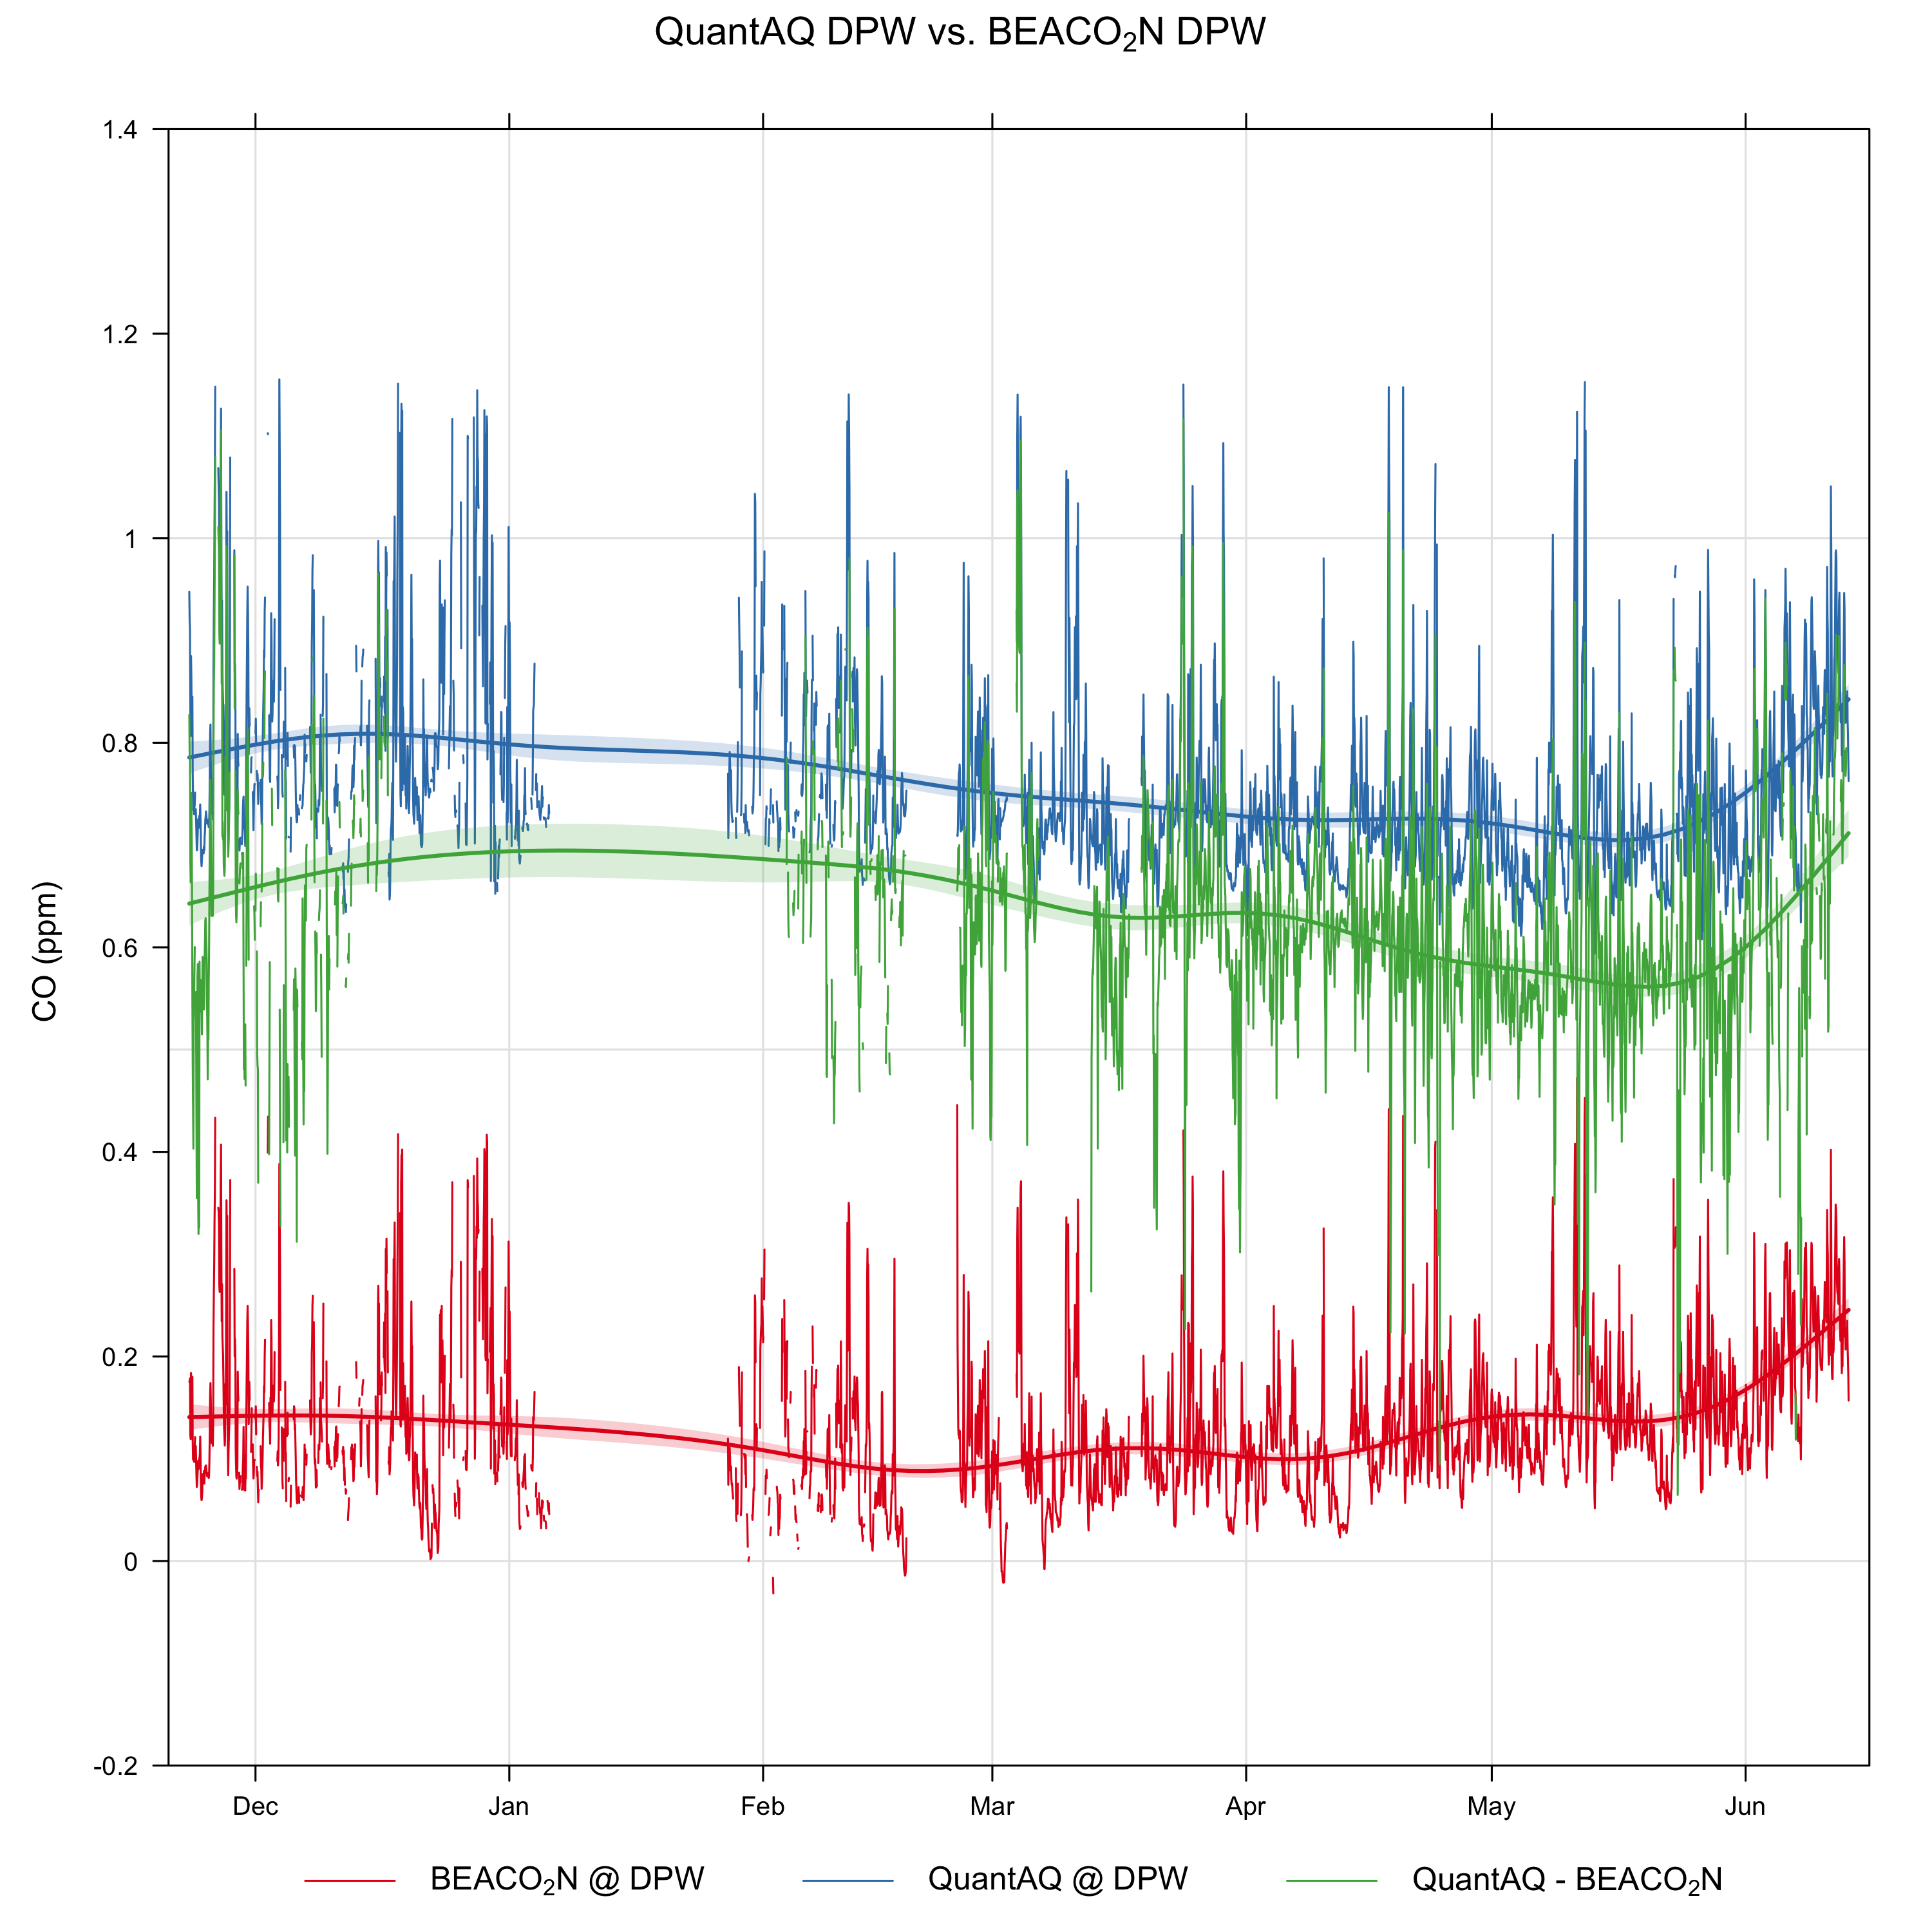 QuantAQ DPW vs. BEACO₂N DPW
1.4
1.2
1
0.8
0.6
0.4
0.2
0
-0.2
CO (ppm)
Dec Jan Feb Mar Apr May Jun
BEACO₂N @ DPW QuantAQ @ DPW QuantAQ - BEACO₂N